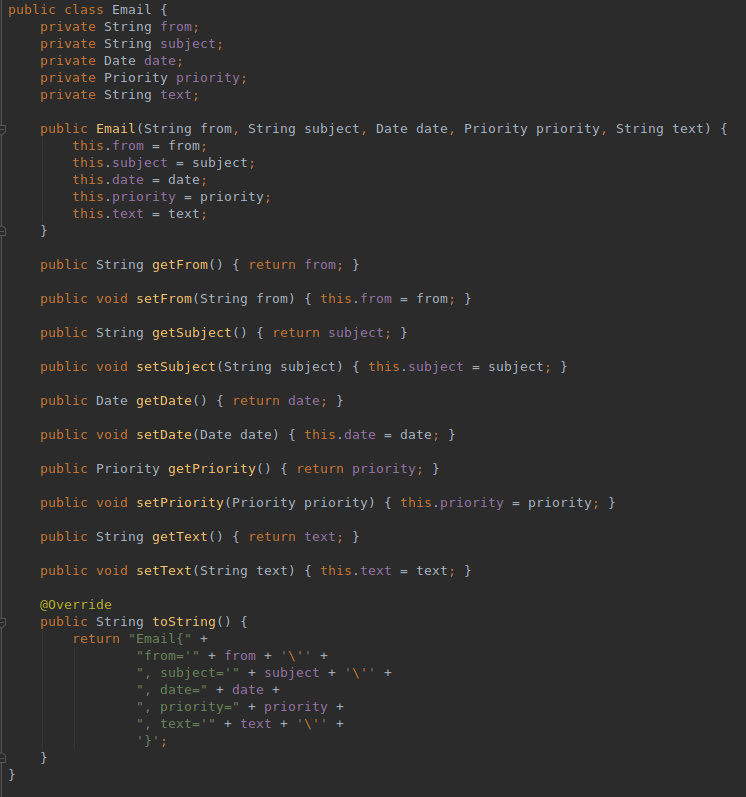 public class Email {
    private String from;
    private String subject;
    private Date date;
    private Priority priority;
    private String text;

    public Email(String from, String subject, Date date, Priority priority, String text) {
        this.from = from;
        this.subject = subject;
        this.date = date;
        this.priority = priority;
        this.text = text;
    }

    public String getFrom() { return from; }

    public void setFrom(String from) { this.from = from; }

    public String getSubject() { return subject; }

    public void setSubject(String subject) { this.subject = subject; }

    public Date getDate() { return date; }

    public void setDate(Date date) { this.date = date; }

    public Priority getPriority() { return priority; }

    public void setPriority(Priority priority) { this.priority = priority; }

    public String getText() { return text; }

    public void setText(String text) { this.text = text; }

    @Override
    public String toString() {
        return "Email{" +
                "from='" + from + '\'' +
                ", subject='" + subject + '\'' +
                ", date=" + date +
                ", priority=" + priority +
                ", text='" + text + '\'' +
                '}';
    }
}